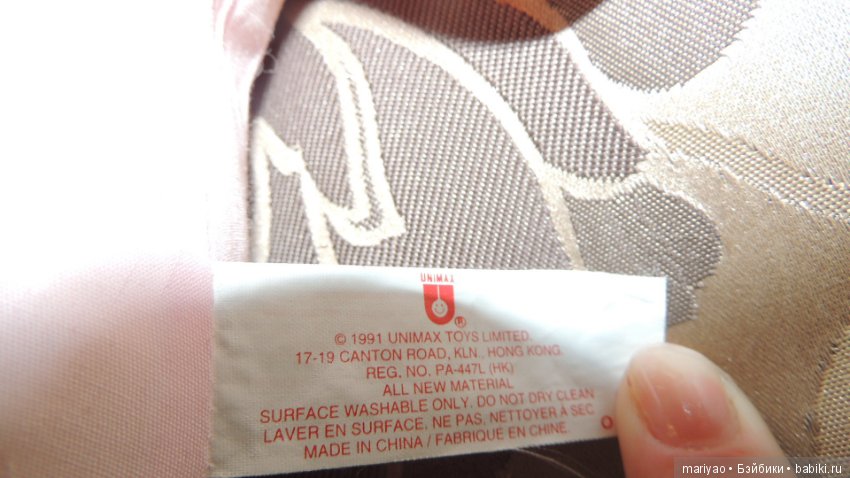 UNIMAX
®
© 1991 UNIMAX TOYS LIMITED.
17-19 CANTON ROAD, KLN., HONG KONG.
REG. NO. PA-447L (HK)
ALL NEW MATERIAL
SURFACE WASHABLE ONLY. DO NOT DRY CLEAN
LAVER EN SURFACE. NE PAS, NETTOYER À SEC
MADE IN CHINA / FABRIQUE EN CHINE.
mariyao • Бэйбики • babiki.ru